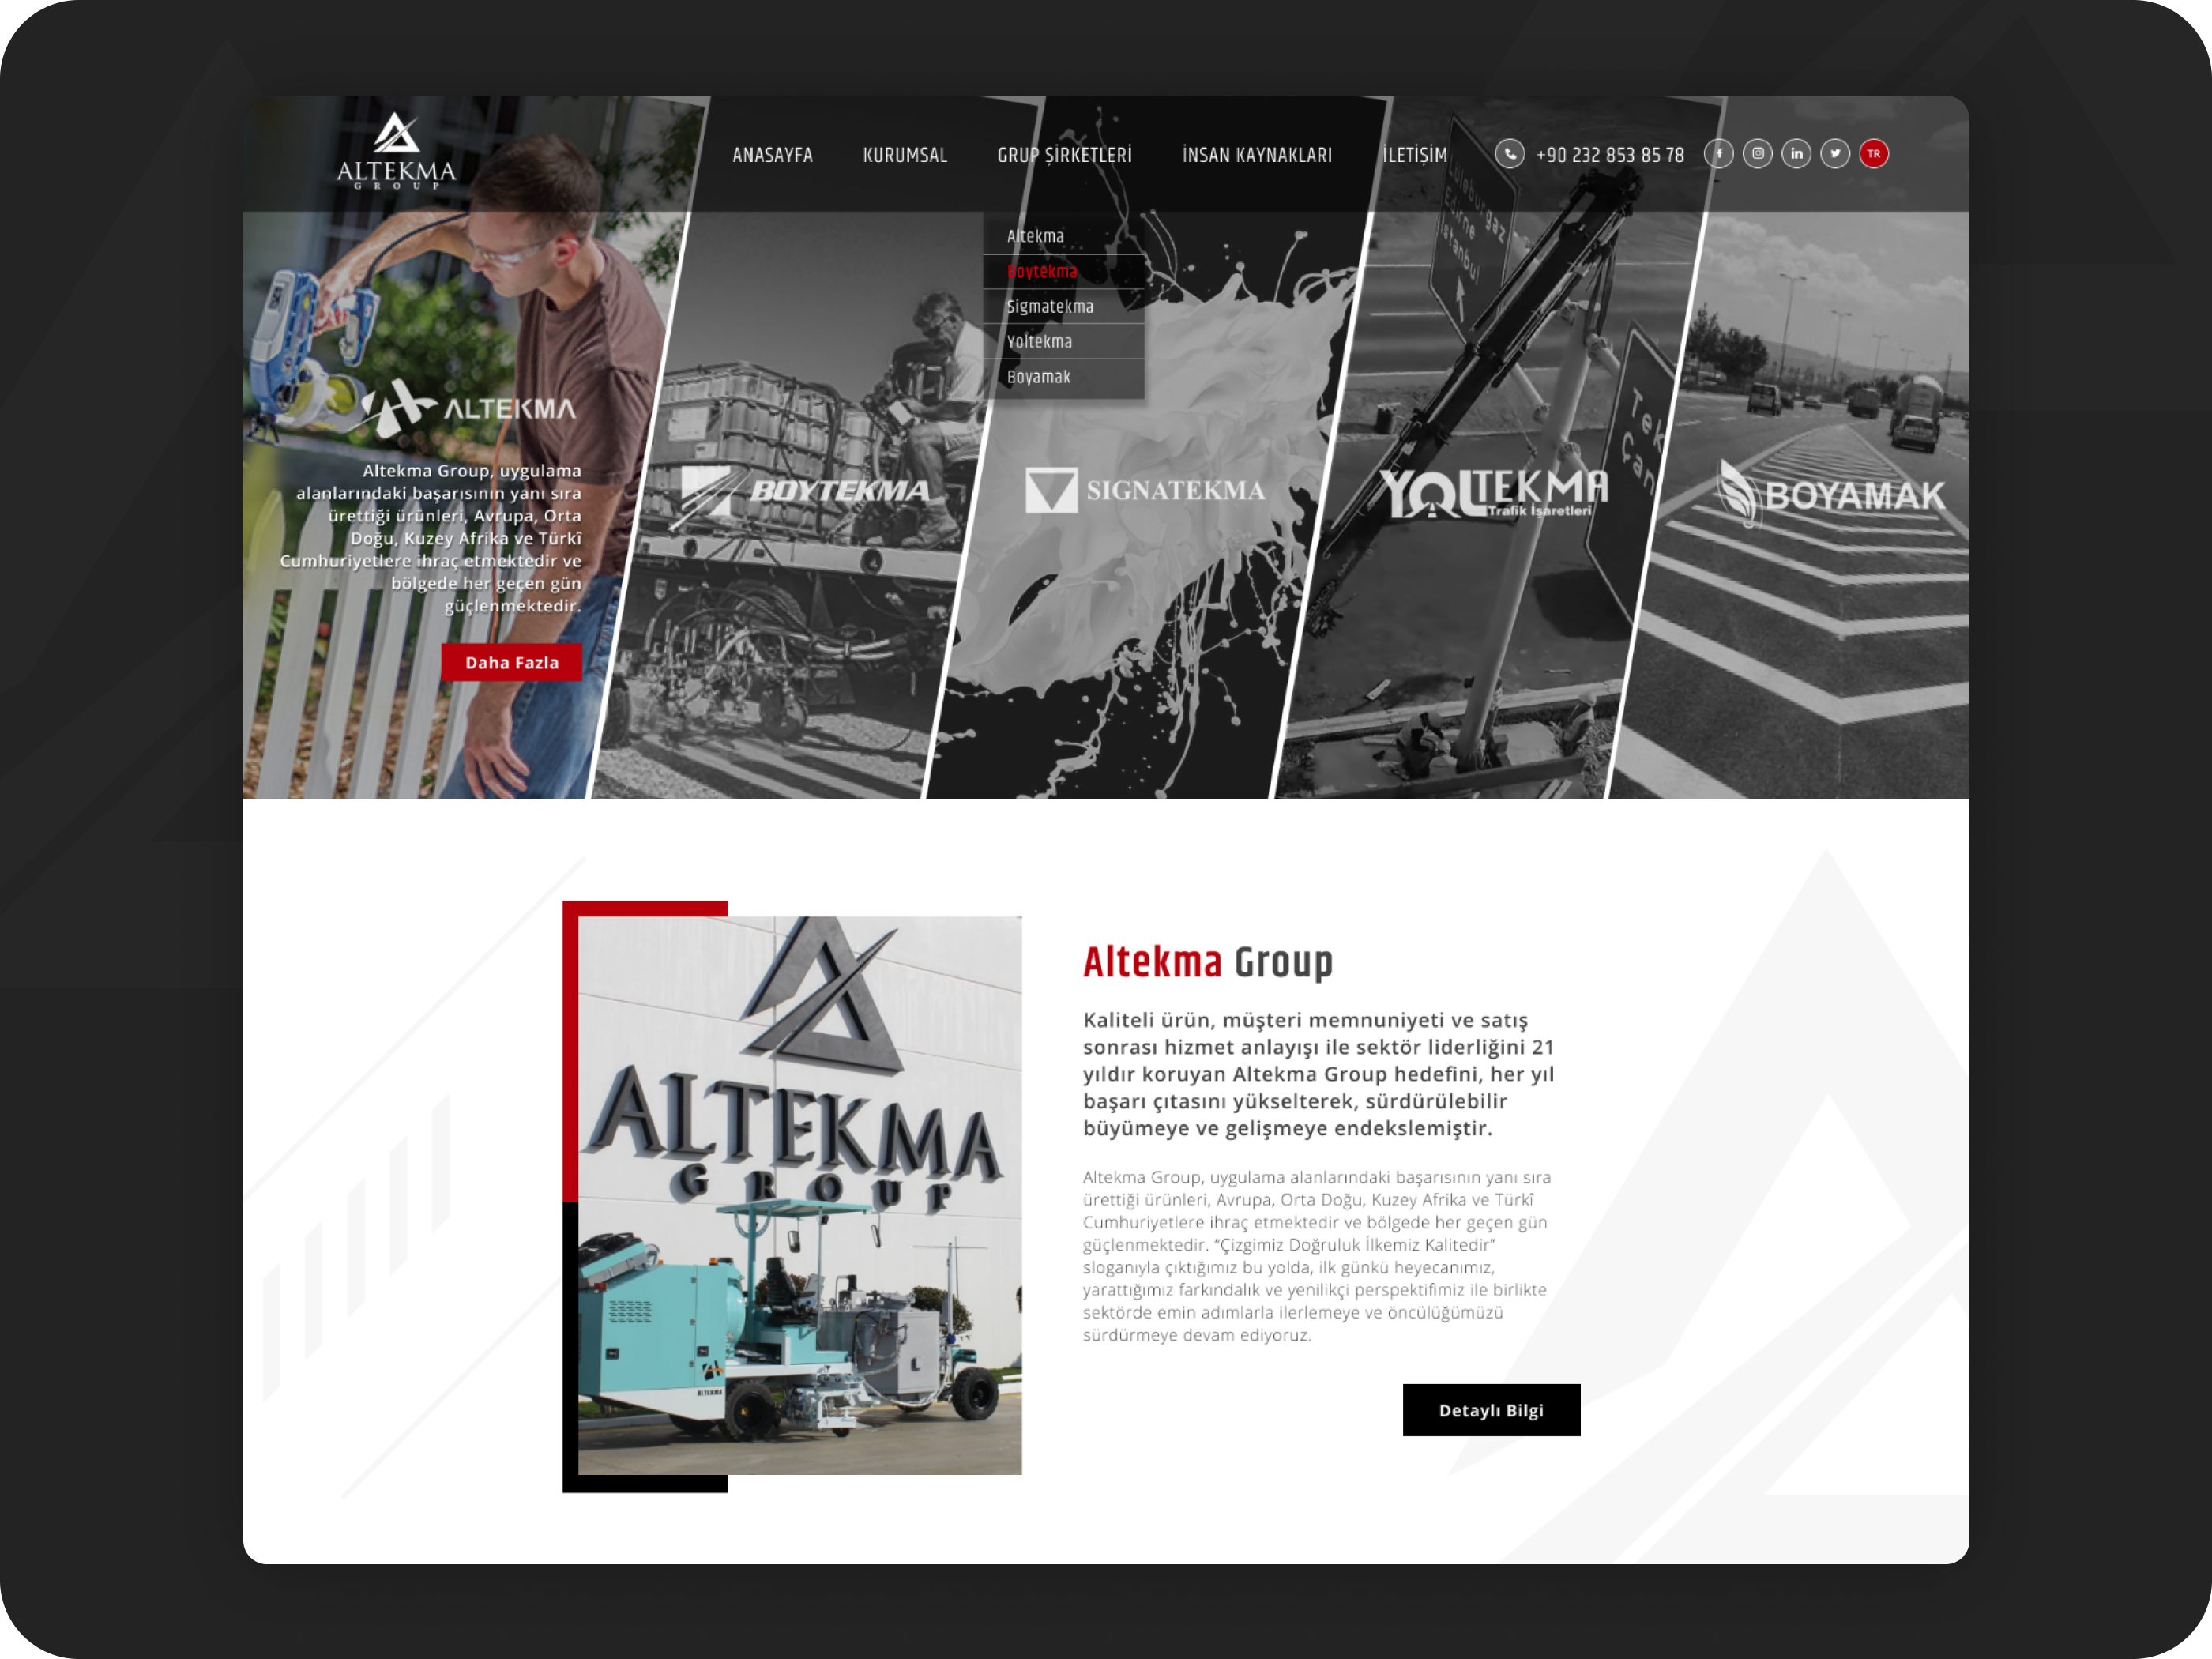 ALTEKMA
GROUP
ANASAYFA
KURUMSAL
GRUP ŞİRKETLERİ
İNSAN KAYNAKLARI
İLETİŞİM
+90 232 853 85 78
TR
Altekma
Boytekma
Sigmatekma
Yoltekma
Boyamak
ALTEKMA
Altekma Group, uygulama
alanlarındaki başarısının yanı sıra
ürettiği ürünleri, Avrupa, Orta
Doğu, Kuzey Afrika ve Türkî
Cumhuriyetlere ihraç etmektedir ve
bölgede her geçen gün
güçlenmektedir.
Daha Fazla
BOYTEKMA
SIGNATEKMA
Lüleburgaz
Edirne
İstanbul
YOLTEKMA
Trafik İşaretleri
Tek
Çan
BOYAMAK
ALTEKMA
GROUP
ALTEKMA
Altekma Group
Kaliteli ürün, müşteri memnuniyeti ve satış
sonrası hizmet anlayışı ile sektör liderliğini 21
yıldır koruyan Altekma Group hedefini, her yıl
başarı çıtasını yükselterek, sürdürülebilir
büyümeye ve gelişmeye endekslemiştir.
Altekma Group, uygulama alanlarındaki başarısının yanı sıra
ürettiği ürünleri, Avrupa, Orta Doğu, Kuzey Afrika ve Türkî
Cumhuriyetlere ihraç etmektedir ve bölgede her geçen gün
güçlenmektedir. “Çizgimiz Doğruluk İlkemiz Kalitedir”
sloganıyla çıktığımız bu yolda, ilk günkü heyecanımız,
yarattığımız farkındalık ve yenilikçi perspektifimiz ile birlikte
sektörde emin adımlarla ilerlemeye ve öncülüğümüzü
sürdürmeye devam ediyoruz.
Detaylı Bilgi